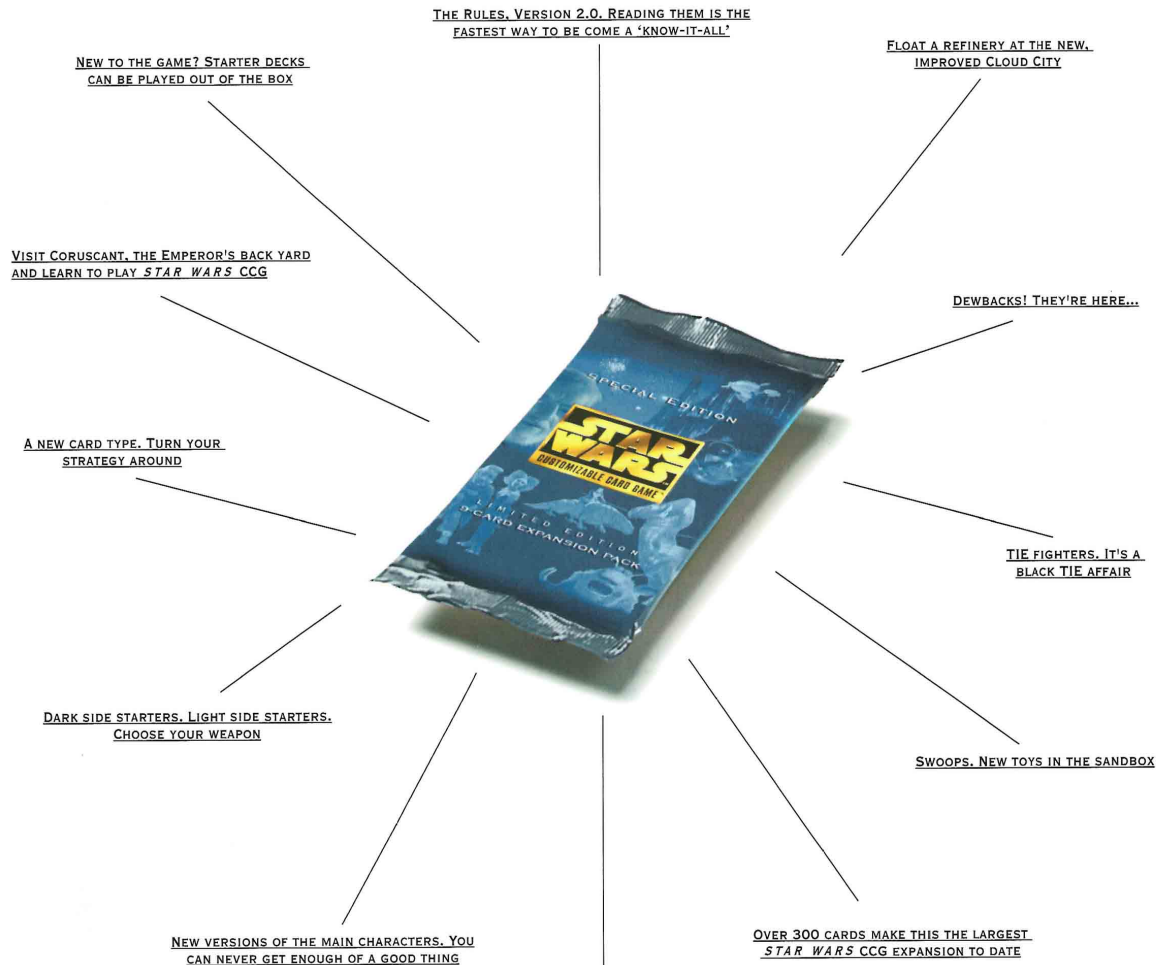 THE RULES, VERSION 2.0. READING THEM IS THE
FASTEST WAY TO BE COME A ‘KNOW-IT-ALL’
NEW TO THE GAME? STARTER DECKS
CAN BE PLAYED OUT OF THE BOX
FLOAT A REFINERY AT THE NEW,
IMPROVED CLOUD CITY
VISIT CORUSCANT, THE EMPEROR'S BACK YARD
AND LEARN TO PLAY STAR WARS CCG
DEWBACKS! THEY'RE HERE...
A NEW CARD TYPE. TURN YOUR
STRATEGY AROUND
SPECIAL EDITION
STAR
WARS
CUSTOMIZABLE CARD GAME
LIMITED EDITION
9-CARD EXPANSION PACK
TIE FIGHTERS. IT'S A
BLACK TIE AFFAIR
DARK SIDE STARTERS. LIGHT SIDE STARTERS.
CHOOSE YOUR WEAPON
SWOOPS. NEW TOYS IN THE SANDBOX
NEW VERSIONS OF THE MAIN CHARACTERS. YOU
CAN NEVER GET ENOUGH OF A GOOD THING
OVER 300 CARDS MAKE THIS THE LARGEST
STAR WARS CCG EXPANSION TO DATE